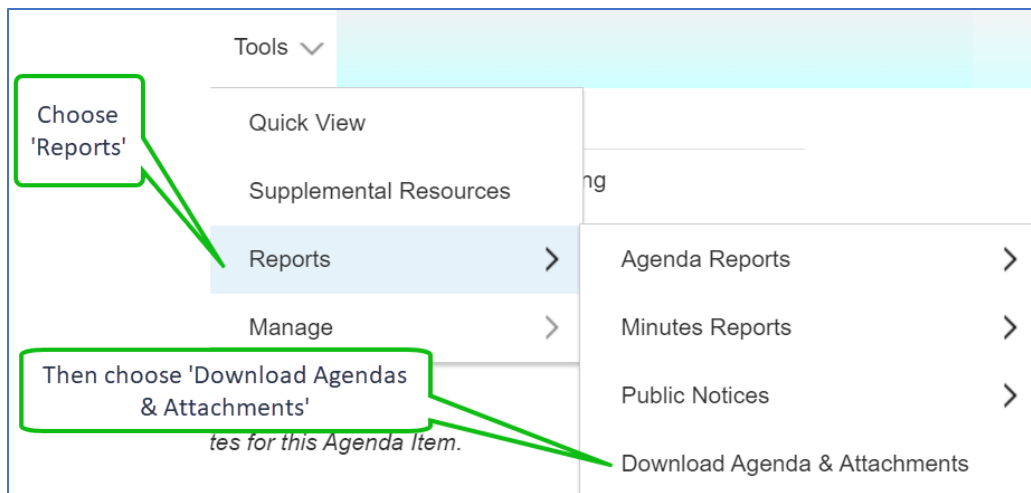 Tools
Choose
'Reports'
Quick View
Supplemental Resources
ng
Reports
Agenda Reports
Manage
Minutes Reports
Then choose 'Download Agendas
& Attachments'
Public Notices
tes for this Agenda Item.
Download Agenda & Attachments